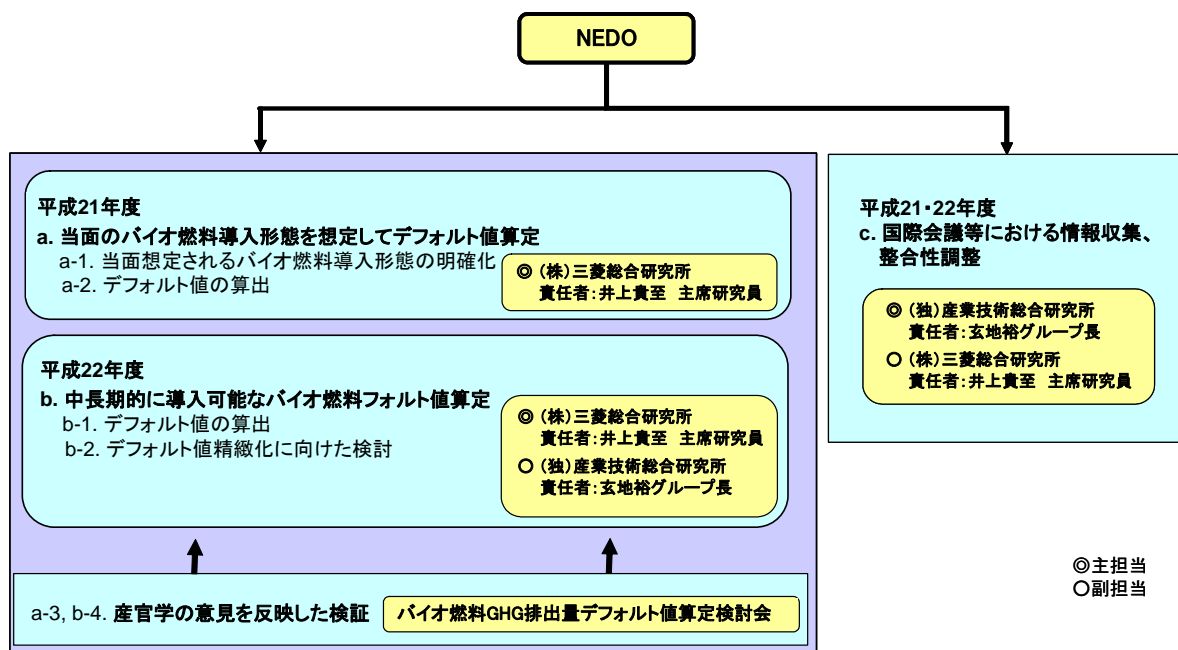 NEDO
平成21年度
a. 当面のバイオ燃料導入形態を想定してデフォルト値算定
a-1. 当面想定されるバイオ燃料導入形態の明確化
a-2. デフォルト値の算出
◎（株）三菱総合研究所
責任者：井上貴至　主席研究員
平成22年度
b. 中長期的に導入可能なバイオ燃料フォルト値算定
b-1. デフォルト値の算出
b-2. デフォルト値精緻化に向けた検討
◎（株）三菱総合研究所
責任者：井上貴至　主席研究員
○（独）産業技術総合研究所
責任者：玄地裕グループ長
a-3, b-4. 産官学の意見を反映した検証
バイオ燃料GHG排出量デフォルト値算定検討会
平成21・22年度
c. 国際会議等における情報収集、
整合性調整
◎（独）産業技術総合研究所
責任者：玄地裕グループ長
○（株）三菱総合研究所
責任者：井上貴至　主席研究員
◎主担当
○副担当